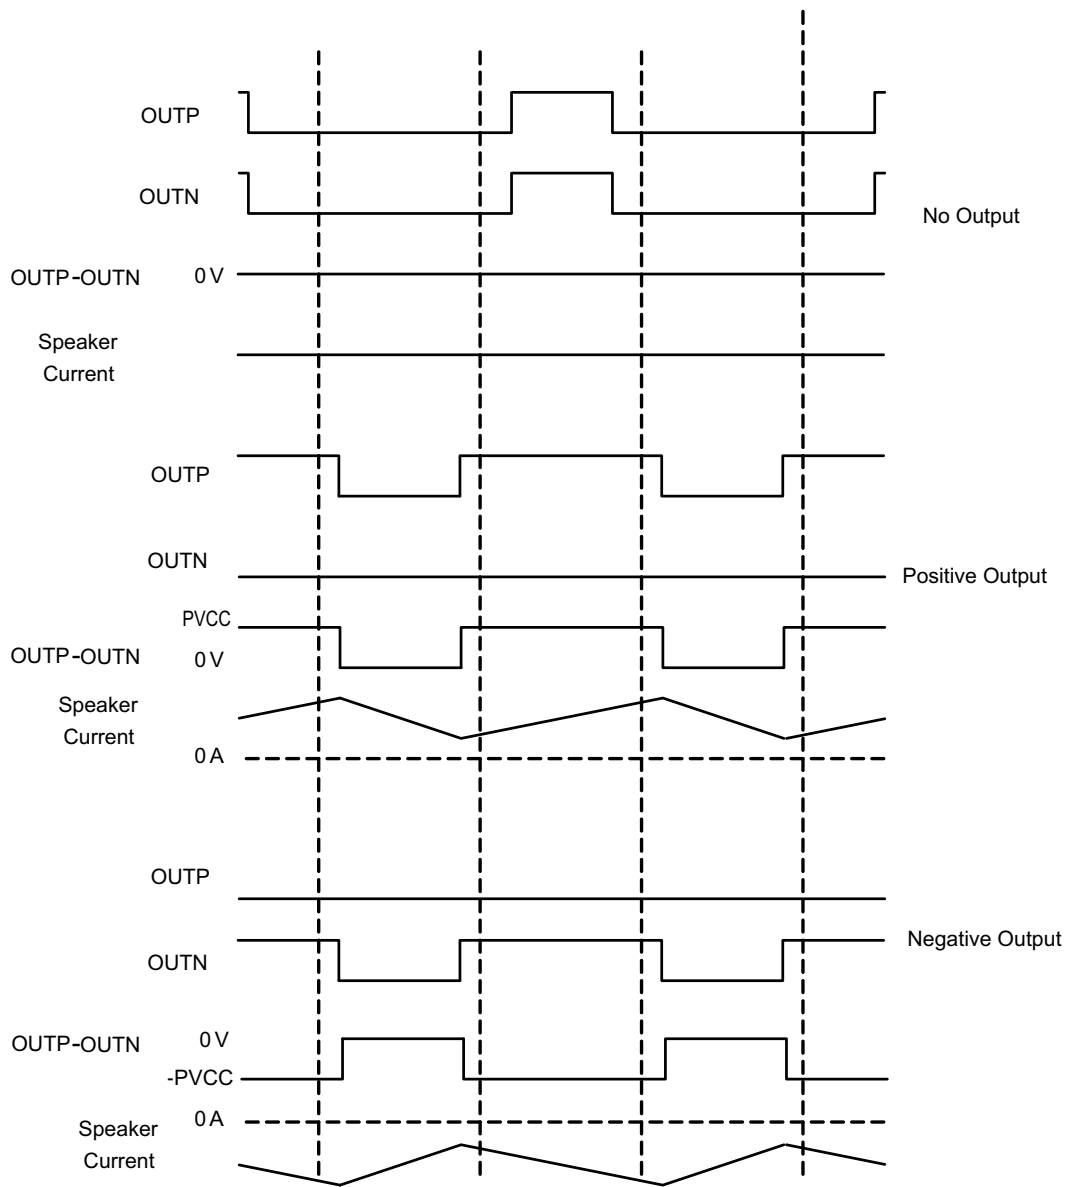 OUTP
OUTN
No Output
OUTP-OUTN 0 V
Speaker
Current
OUTP
OUTN
Positive Output
PVCC
OUTP-OUTN 0 V
Speaker
Current
0 A
OUTP
Negative Output
OUTN
OUTP-OUTN 0 V
-PVCC
0 A
Speaker
Current